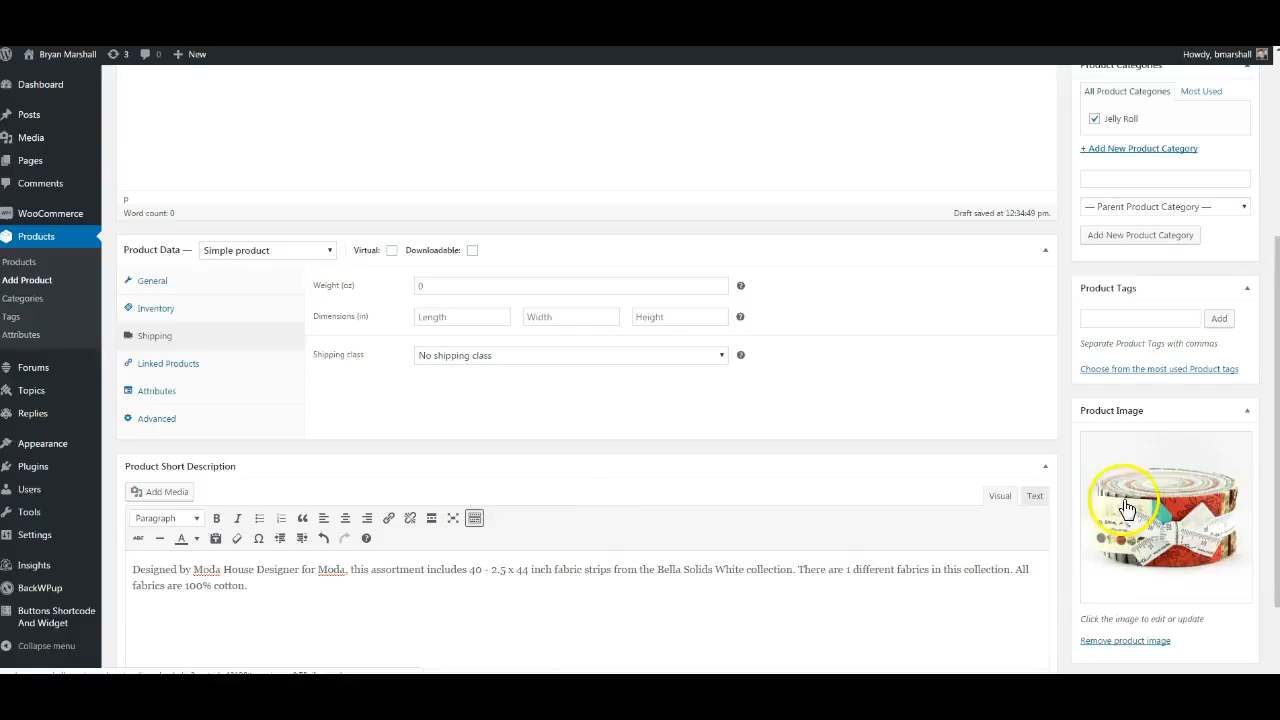 Bryan Marshall
3
0
New
Howdy, bmarshall
Dashboard
Posts
Media
Pages
Comments
WooCommerce
Products
Products
Add Product
Categories
Tags
Attributes
Forums
Topics
Replies
Appearance
Plugins
Users
Tools
Settings
Insights
BackWPup
Buttons Shortcode
And Widget
Collapse menu
p
Word count: 0
Draft saved at 12:34:49 pm.
Product Data —
Simple product
Virtual:
Downloadable:
General
Inventory
Shipping
Linked Products
Attributes
Advanced
Weight (oz)
0
Dimensions (in)
Length
Width
Height
Shipping class
No shipping class
Product Short Description
Add Media
Visual
Text
Paragraph
Designed by Moda House Designer for Moda, this assortment includes 40 - 2.5 x 44 inch fabric strips from the Bella Solids White collection. There are 1 different fabrics in this collection. All
fabrics are 100% cotton.
Product Categories
All Product Categories
Most Used
Jelly Roll
+ Add New Product Category
— Parent Product Category —
Add New Product Category
Product Tags
Add
Separate Product Tags with commas
Choose from the most used Product tags
Product Image
Click the image to edit or update
Remove product image